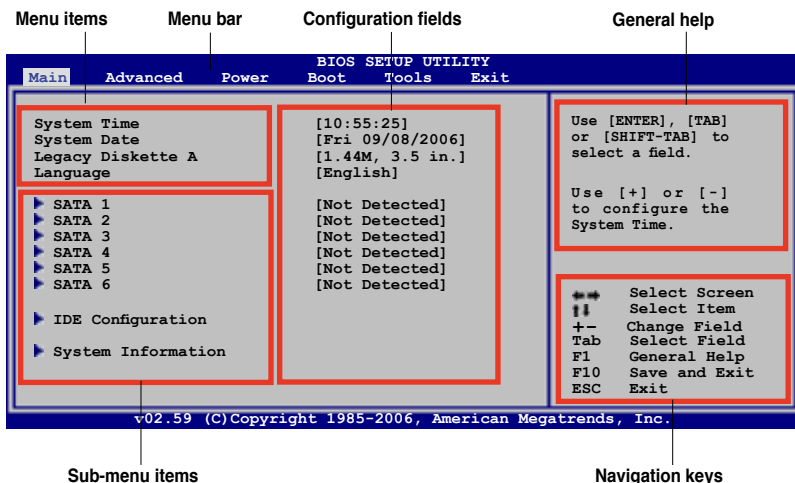 Menu items Menu bar Configuration fields General help
BIOS SETUP UTILITY
Main Advanced Power Boot Tools Exit
System Time [10:55:25]
System Date [Fri 09/08/2006]
Legacy Diskette A [1.44M, 3.5 in.]
Language [English]
SATA 1 [Not Detected]
SATA 2 [Not Detected]
SATA 3 [Not Detected]
SATA 4 [Not Detected]
SATA 5 [Not Detected]
SATA 6 [Not Detected]
IDE Configuration
System Information
Use [ENTER], [TAB]
or [SHIFT-TAB] to
select a field.
Use [+] or [-]
to configure the
System Time.
Select Screen
Select Item
+- Change Field
Tab Select Field
F1 General Help
F10 Save and Exit
ESC Exit
v02.59 (C)Copyright 1985-2006, American Megatrends, Inc.
Sub-menu items Navigation keys